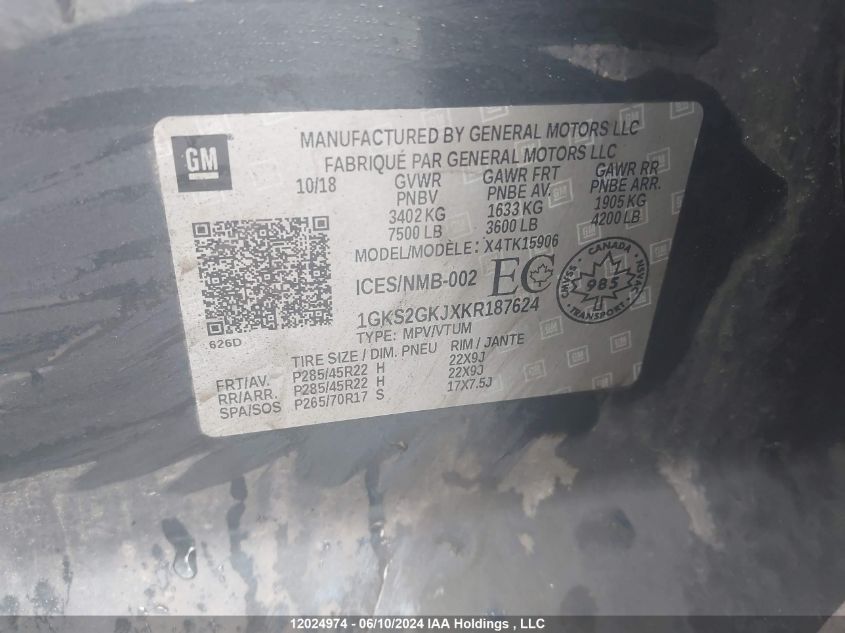 MANUFACTURED BY GENERAL MOTORS LLC
FABRIQUÉ PAR GENERAL MOTORS LLC
GM
10/18 GVWR GAWR FRT GAWR RR
PNBV PNBE AV. PNBE ARR.
3402 KG 1633 KG 1905 KG
7500 LB 3600 LB 4200 LB
MODEL/MODÈLE: X4TK15906
ICES/NMB-002 EC
CANADA
CMVSS 985 NSVAC
TRANSPORT
1GKS2GKJXKR187624
626D
TYPE: MPV/VTUM
TIRE SIZE / DIM. PNEU RIM / JANTE
FRT/AV. P285/45R22 H 22X9J
RR/ARR. P285/45R22 H 22X9J
SPA/SOS P265/70R17 S 17X7.5J
12024974 - 06/10/2024 IAA Holdings , LLC